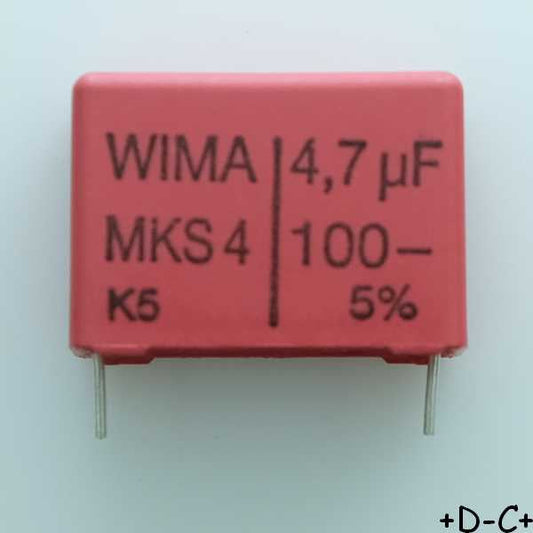 WIMA 4,7 µF
MKS 4 100–
K5 5%
+D-C+